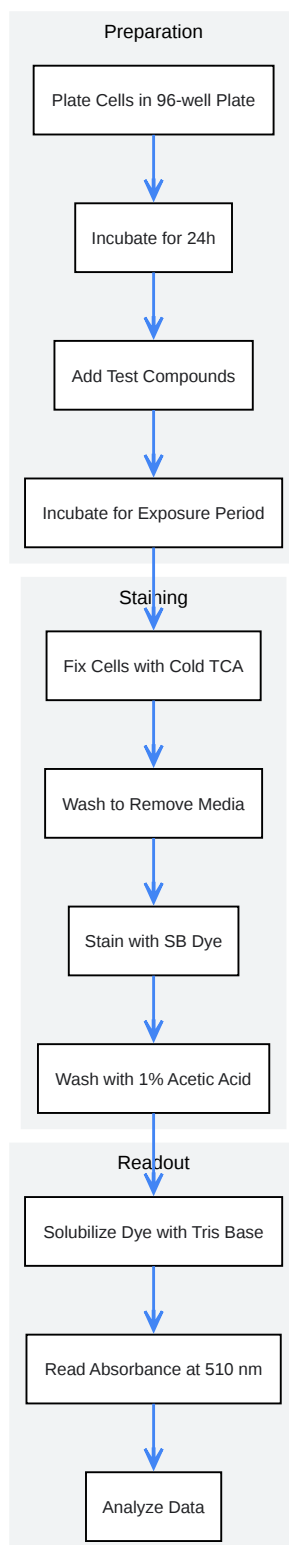 Preparation
Plate Cells in 96-well Plate
Incubate for 24h
Add Test Compounds
Incubate for Exposure Period
Staining
Fix Cells with Cold TCA
Wash to Remove Media
Stain with SB Dye
Wash with 1% Acetic Acid
Readout
Solubilize Dye with Tris Base
Read Absorbance at 510 nm
Analyze Data